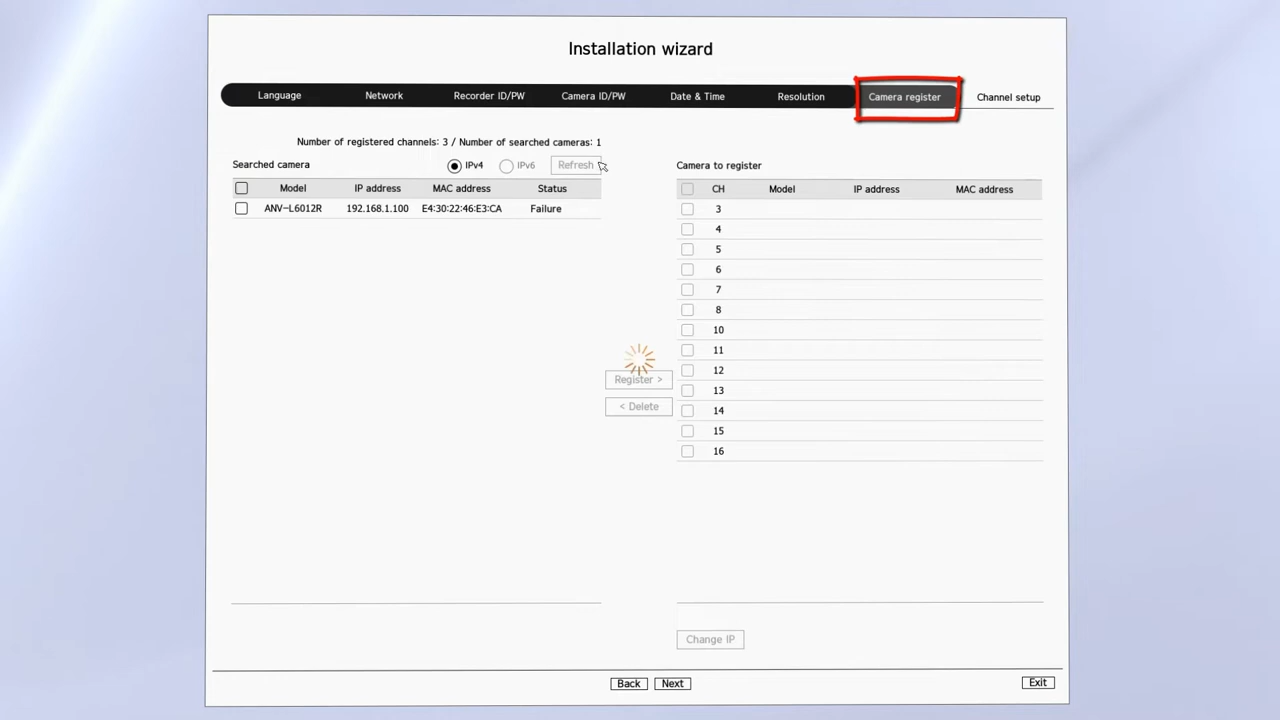 Installation wizard
Language Network Recorder ID/PW Camera ID/PW Date & Time Resolution Camera register Channel setup
Number of registered channels: 3 / Number of searched cameras: 1
Searched camera IPv4 IPv6 Refresh
Model IP address MAC address Status
ANV-L6012R 192.168.1.100 E4:30:22:46:E3:CA Failure
Register >
< Delete
Camera to register
CH Model IP address MAC address
3
4
5
6
7
8
10
11
12
13
14
15
16
Change IP
Back Next Exit